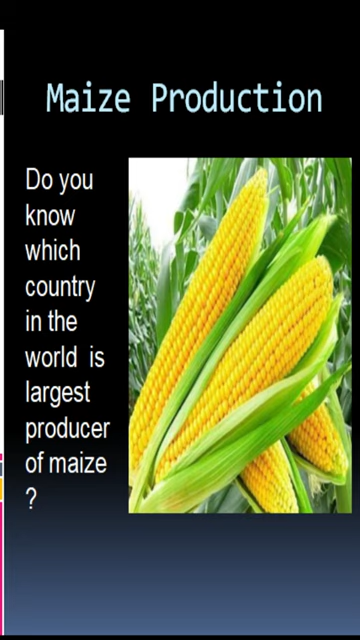 Maize Production
Do you
know
which
country
in the
world is
largest
producer
of maize
?